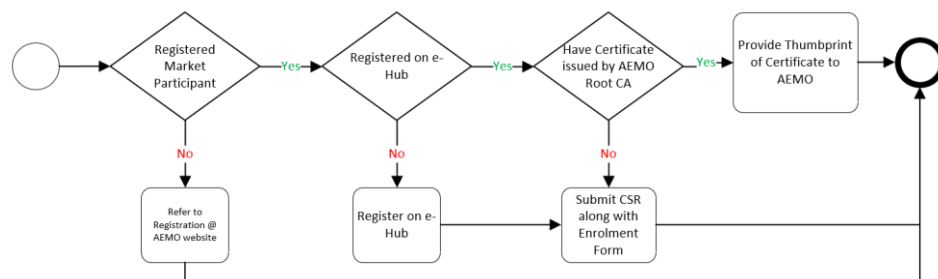 Registered
Market
Participant
Yes
Registered on e-
Hub
Yes
Have Certificate
issued by AEMO
Root CA
Yes
Provide Thumbprint
of Certificate to
AEMO
No
No
No
Refer to
Registration @
AEMO website
Register on e-
Hub
Submit CSR
along with
Enrolment
Form